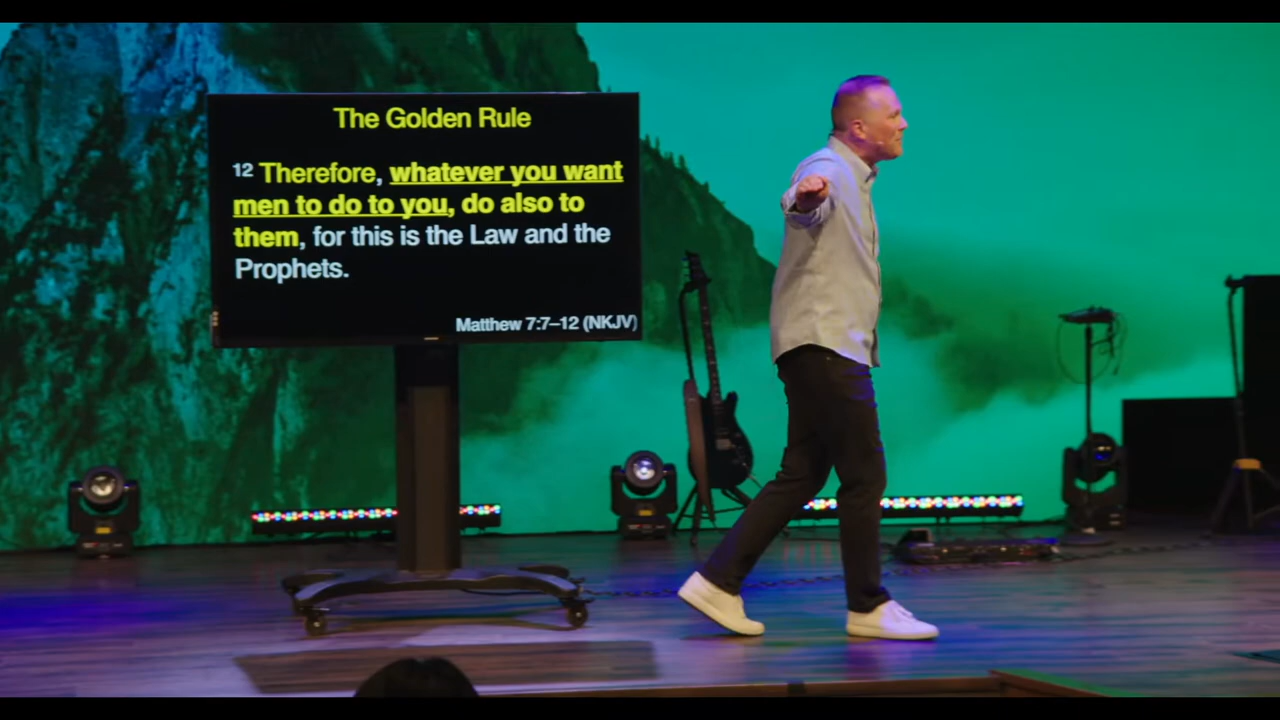 The Golden Rule
12 Therefore, whatever you want
men to do to you, do also to
them, for this is the Law and the
Prophets.
Matthew 7:7–12 (NKJV)